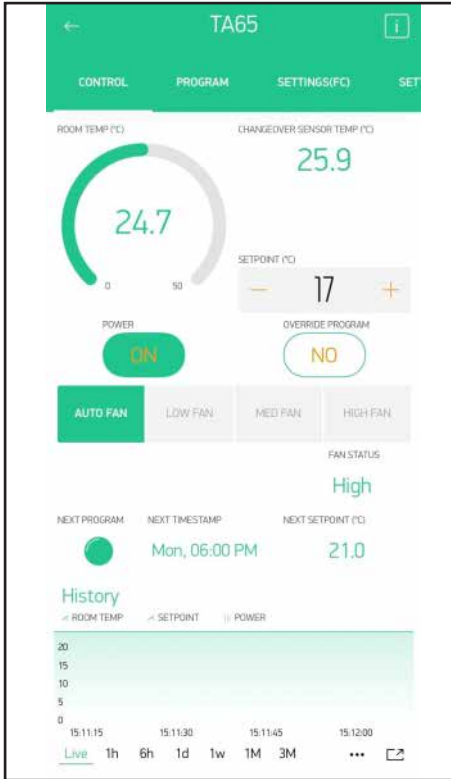 TA65
CONTROL PROGRAM SETTINGS(FC) SET
ROOM TEMP (°C) CHANGEOVER SENSOR TEMP (°C)
25.9
24.7
0 50
SETPOINT (°C)
— 17 +
POWER OVERRIDE PROGRAM
ON NO
AUTO FAN LOW FAN MED FAN HIGH FAN
FAN STATUS
High
NEXT PROGRAM NEXT TIMESTAMP NEXT SETPOINT (°C)
Mon, 06:00 PM 21.0
History
ROOM TEMP SETPOINT POWER
20
15
10
5
0
15:11:15 15:11:30 15:11:45 15:12:00
Live 1h 6h 1d 1w 1M 3M ...